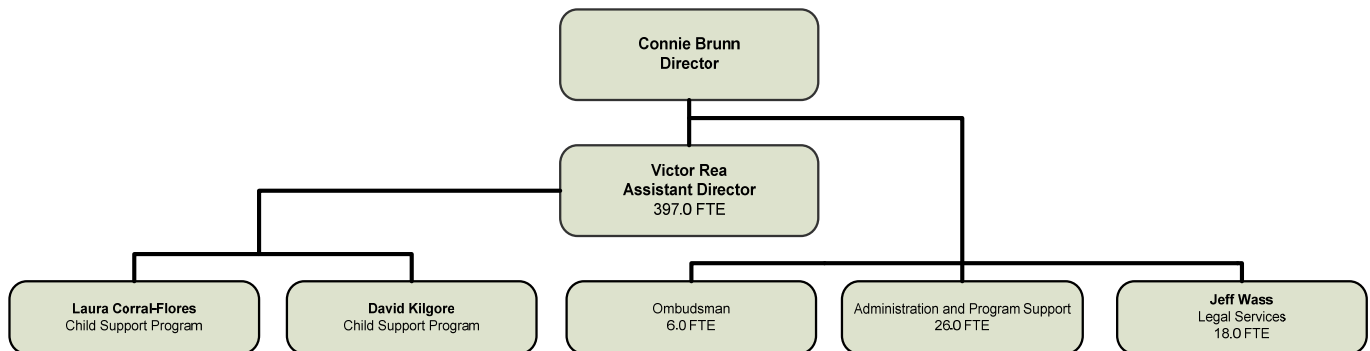 Connie Brunn
Director
Victor Rea
Assistant Director
397.0 FTE
Laura Corral-Flores
Child Support Program
David Kilgore
Child Support Program
Ombudsman
6.0 FTE
Administration and Program Support
26.0 FTE
Jeff Wass
Legal Services
18.0 FTE